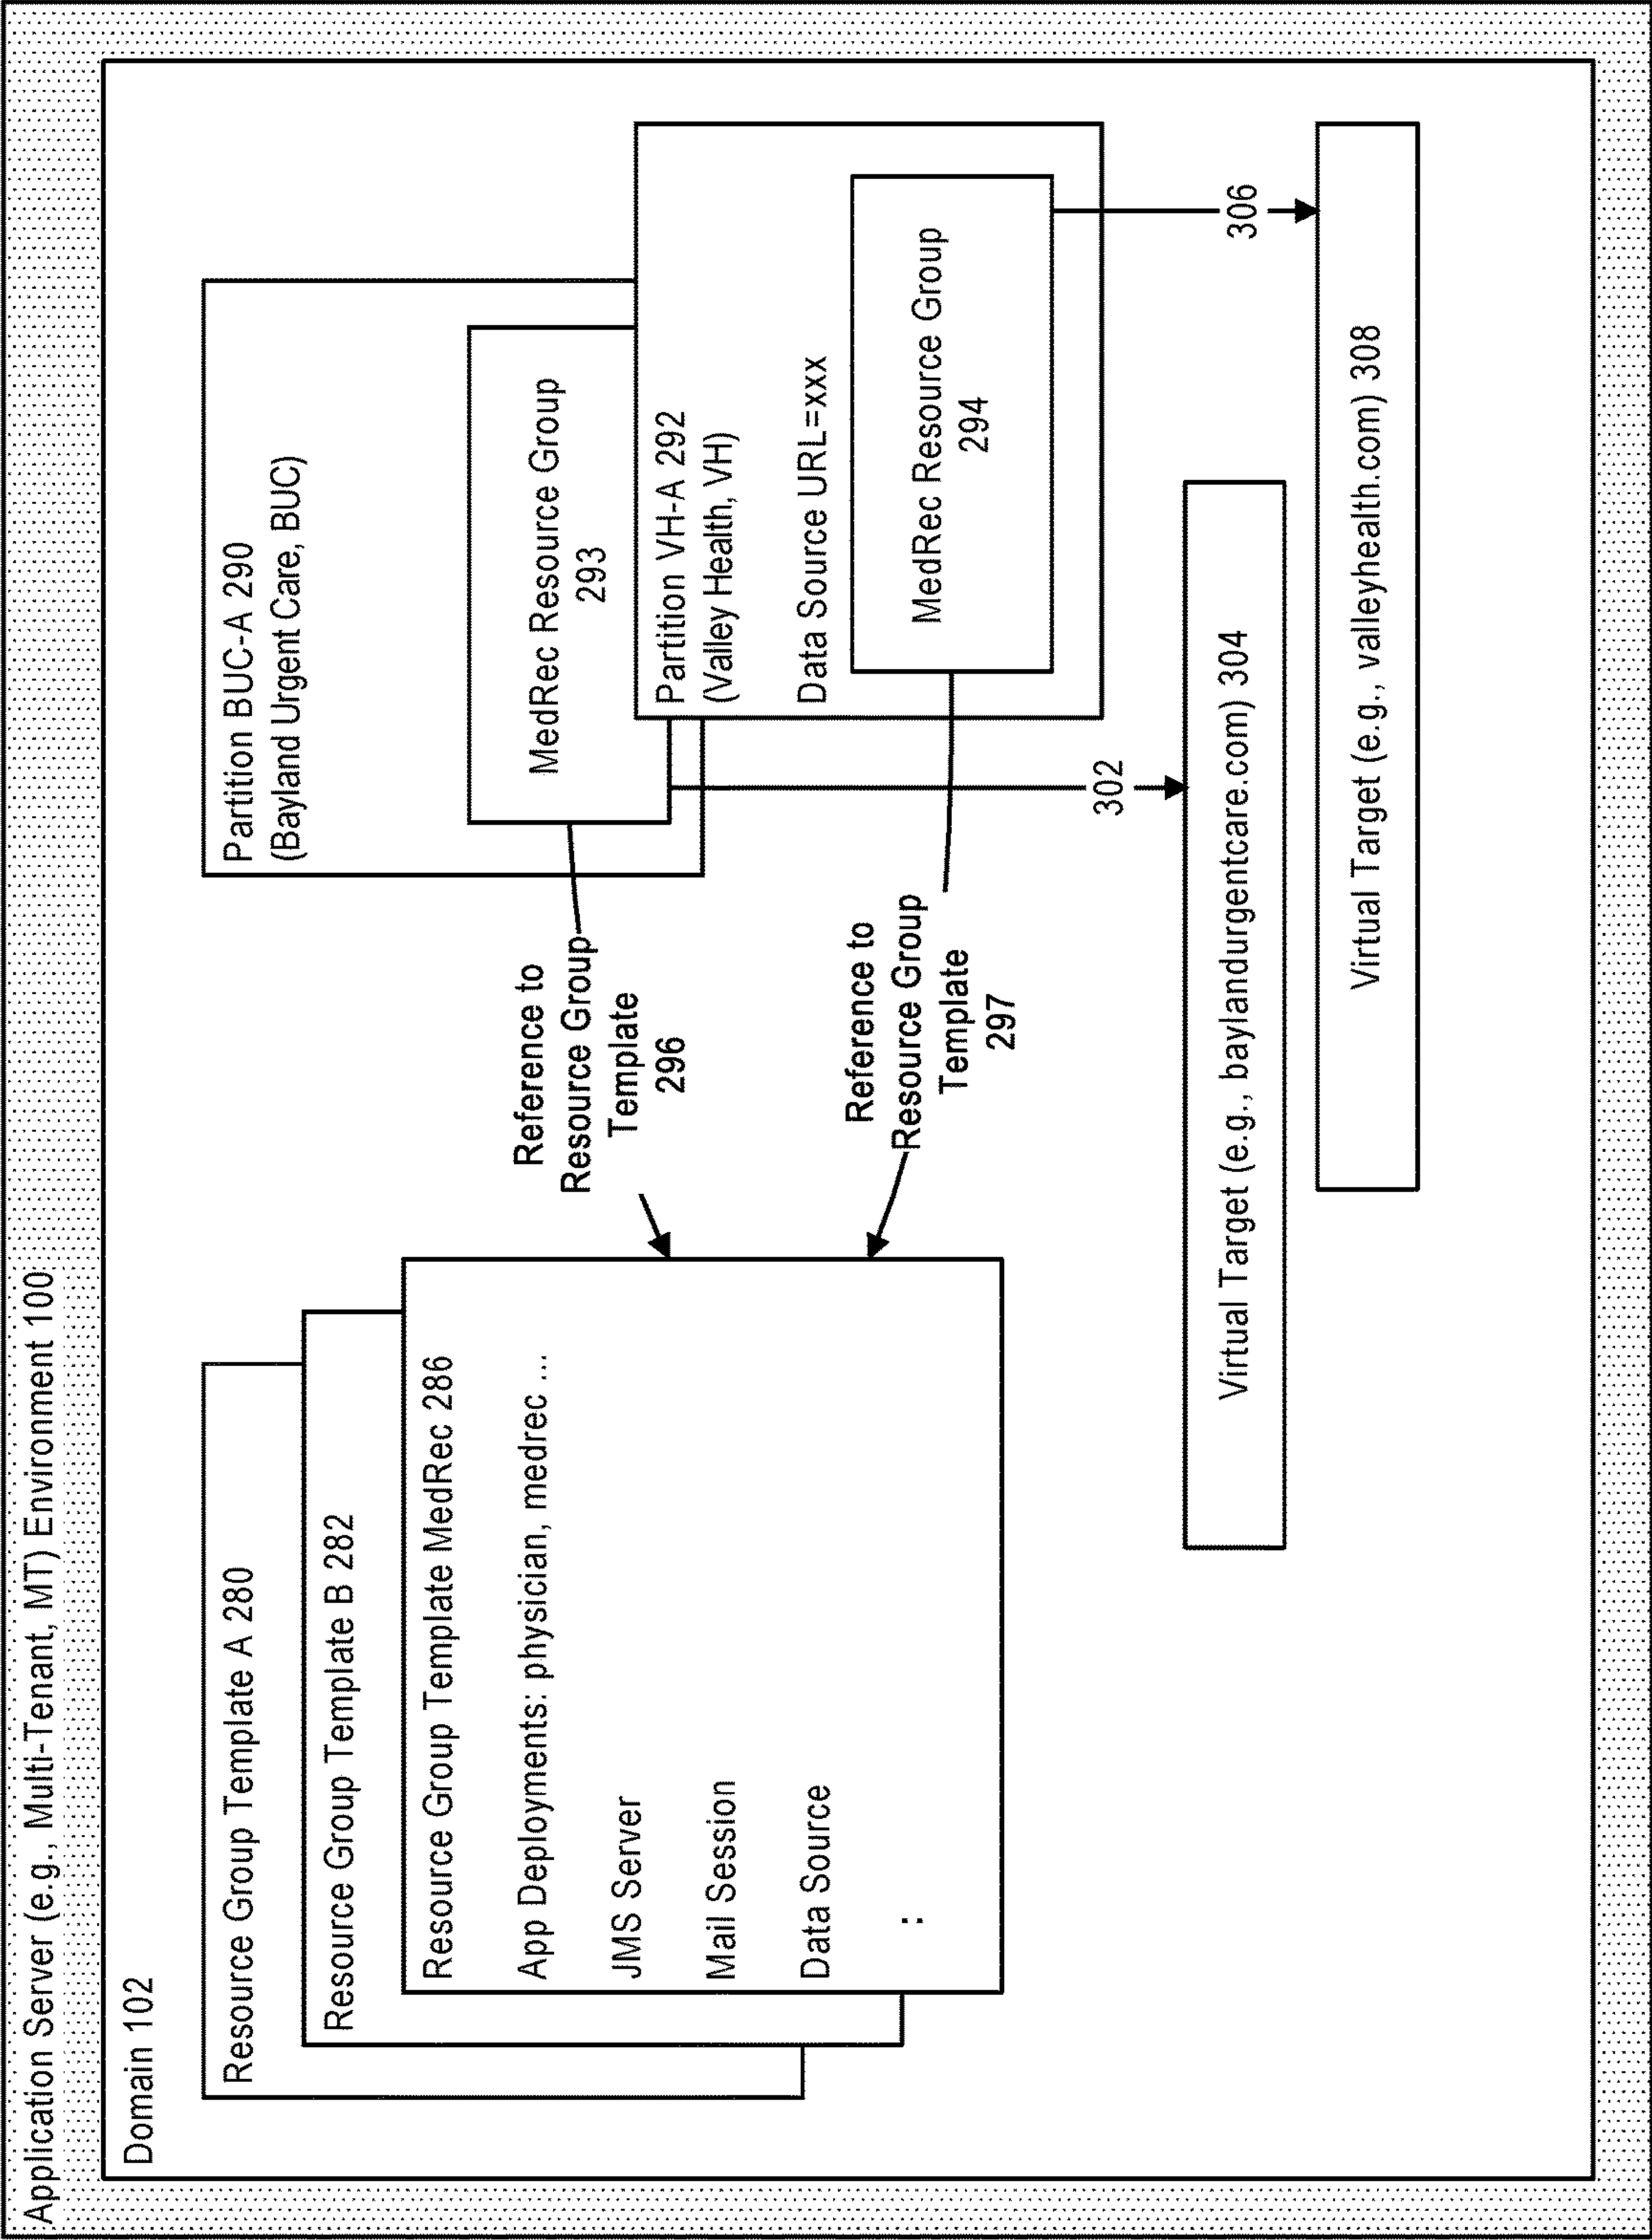 Application Server (e.g., Multi-Tenant, MT) Environment 100
Domain 102
Resource Group Template A 280
Resource Group Template B 282
Resource Group Template MedRec 286
App Deployments: physician, medrec ...
JMS Server
Mail Session
Data Source
:
Reference to
Resource Group
Template
296
Reference to
Resource Group
Template
297
Partition BUC-A 290
(Bayland Urgent Care, BUC)
MedRec Resource Group
293
Partition VH-A 292
(Valley Health, VH)
Data Source URL=xxx
MedRec Resource Group
294
302
306
Virtual Target (e.g., baylandurgentcare.com) 304
Virtual Target (e.g., valleyhealth.com) 308